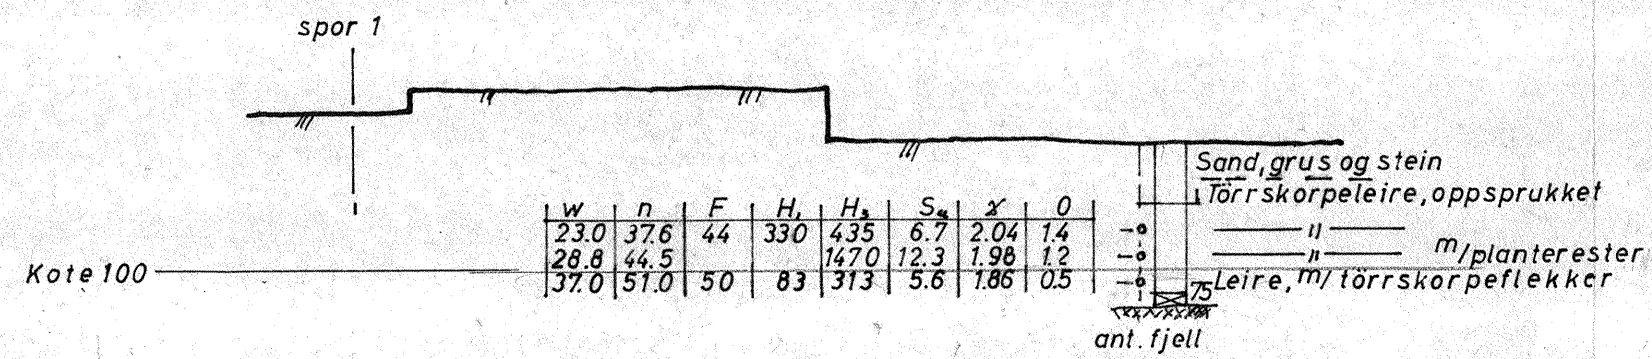 spor 1
Sand, grus og stein
Törrskorpeleire, oppsprukket
w n F H₁ H₃ S₄ γ O
23.0 37.6 44 330 435 6.7 2.04 1.4 — " —
28.8 44.5 1470 12.3 1.98 1.2 — " — m/planterester
Kote 100
37.0 51.0 50 83 313 5.6 1.86 0.5 Leire, m/törrskorpeflekker
75
ant. fjell